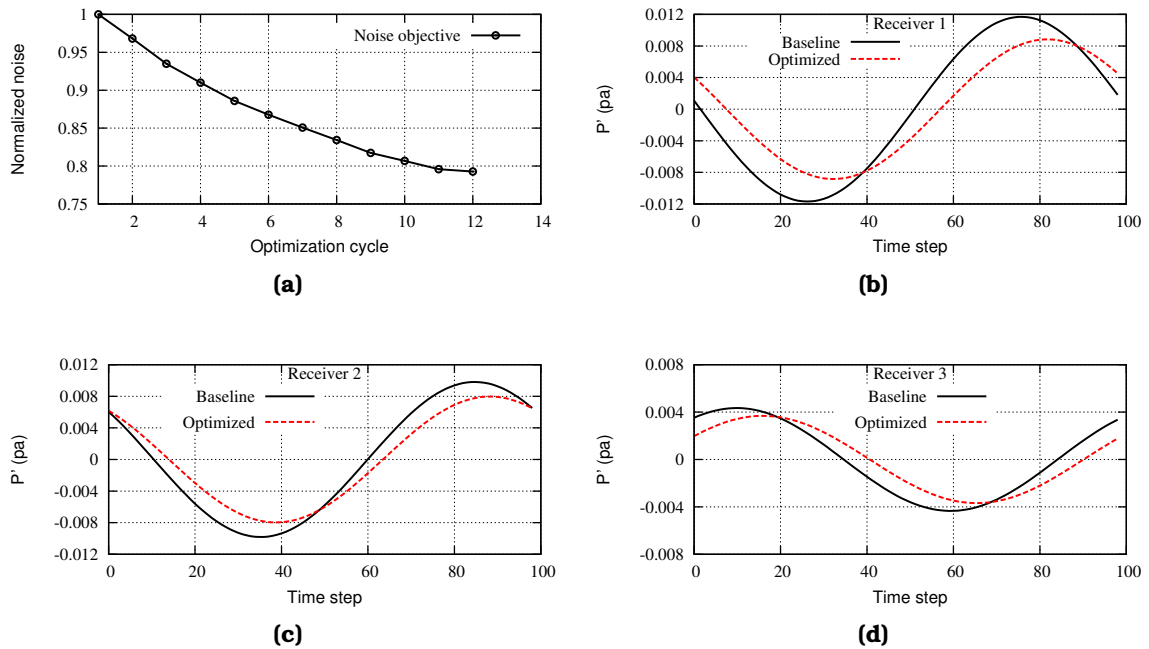 1
0.95
0.9
0.85
0.8
0.75
Normalized noise
Noise objective
2 4 6 8 10 12 14
Optimization cycle
(a)
0.012
0.008
0.004
0
-0.004
-0.008
-0.012
P' (pa)
Receiver 1
Baseline
Optimized
0 20 40 60 80 100
Time step
(b)
0.012
0.008
0.004
0
-0.004
-0.008
-0.012
P' (pa)
Receiver 2
Baseline
Optimized
0 20 40 60 80 100
Time step
(c)
0.008
0.004
0
-0.004
-0.008
P' (pa)
Receiver 3
Baseline
Optimized
0 20 40 60 80 100
Time step
(d)